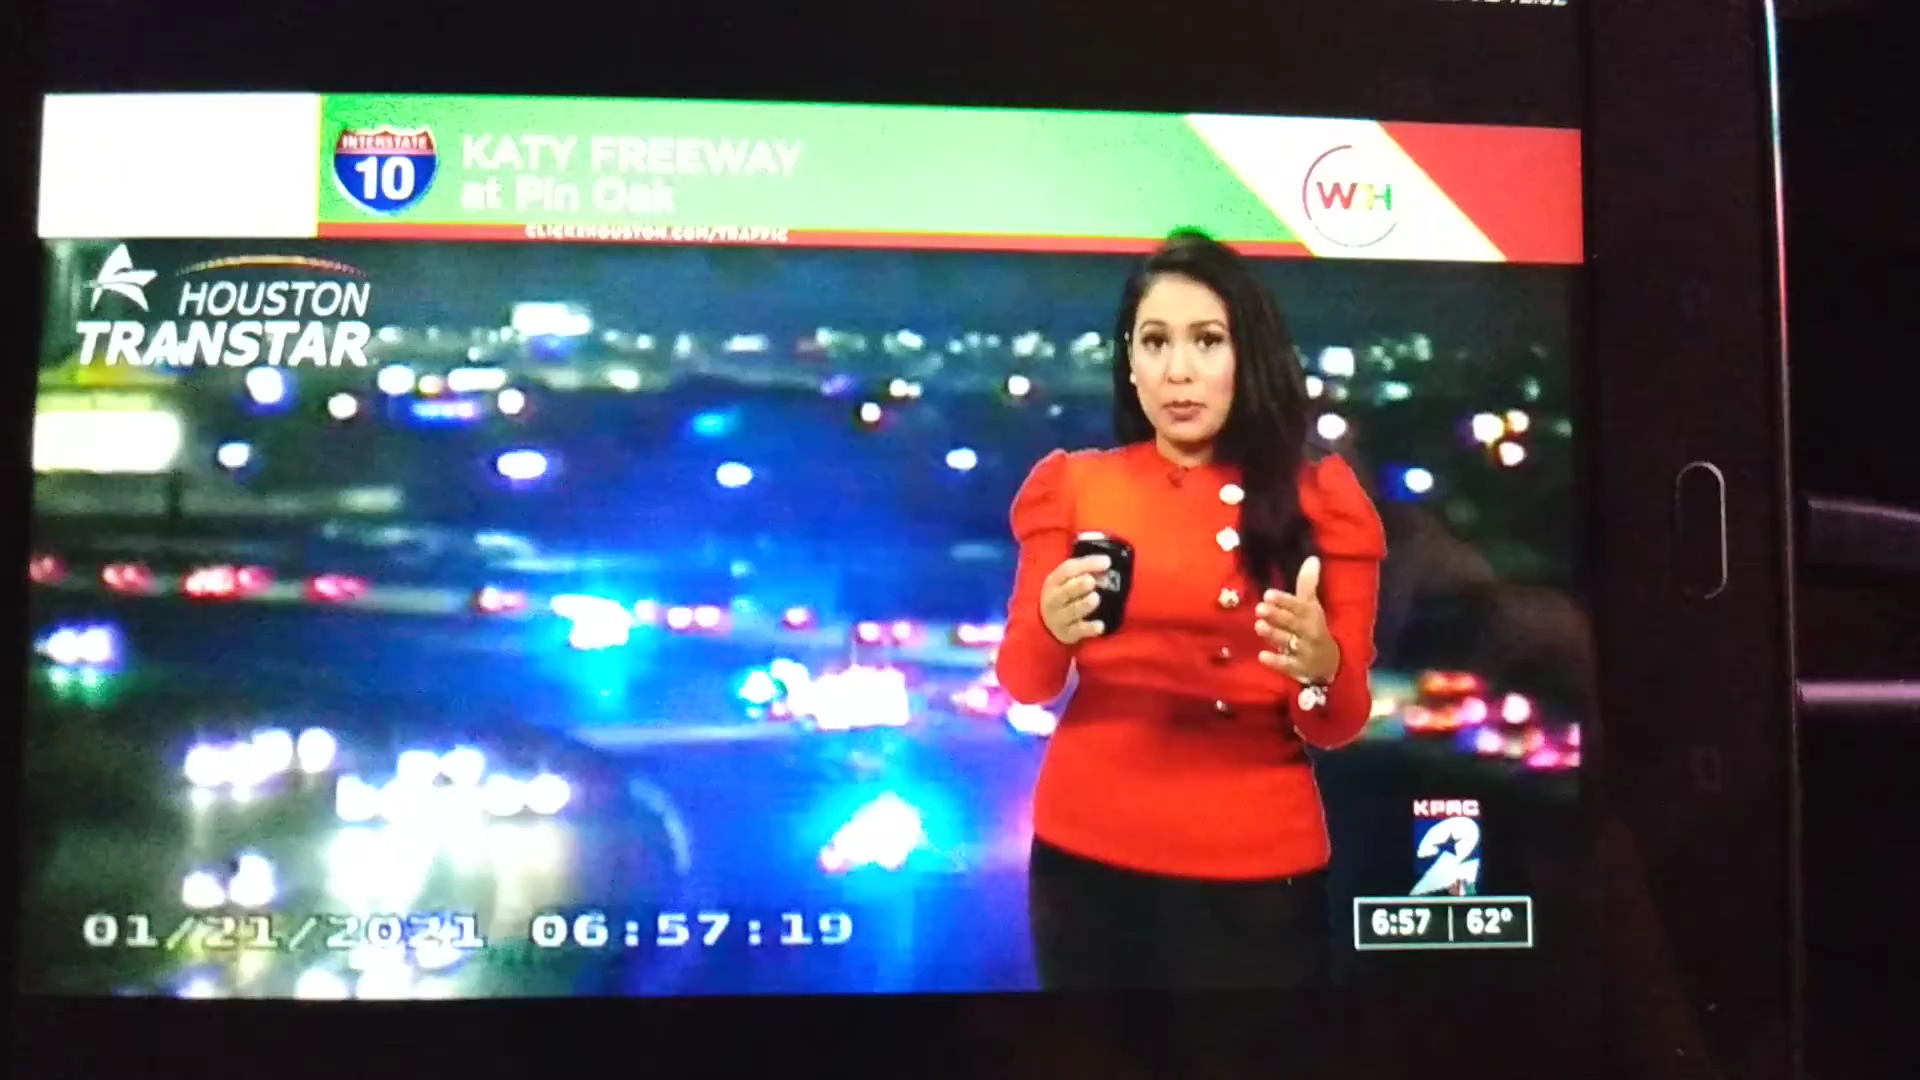 INTERSTATE
10
KATY FREEWAY
at Pin Oak
CLICK2HOUSTON.COM/TRAFFIC
W2H
HOUSTON
TRANSTAR
KPRC
2
01/21/2021 06:57:19
6:57 62°